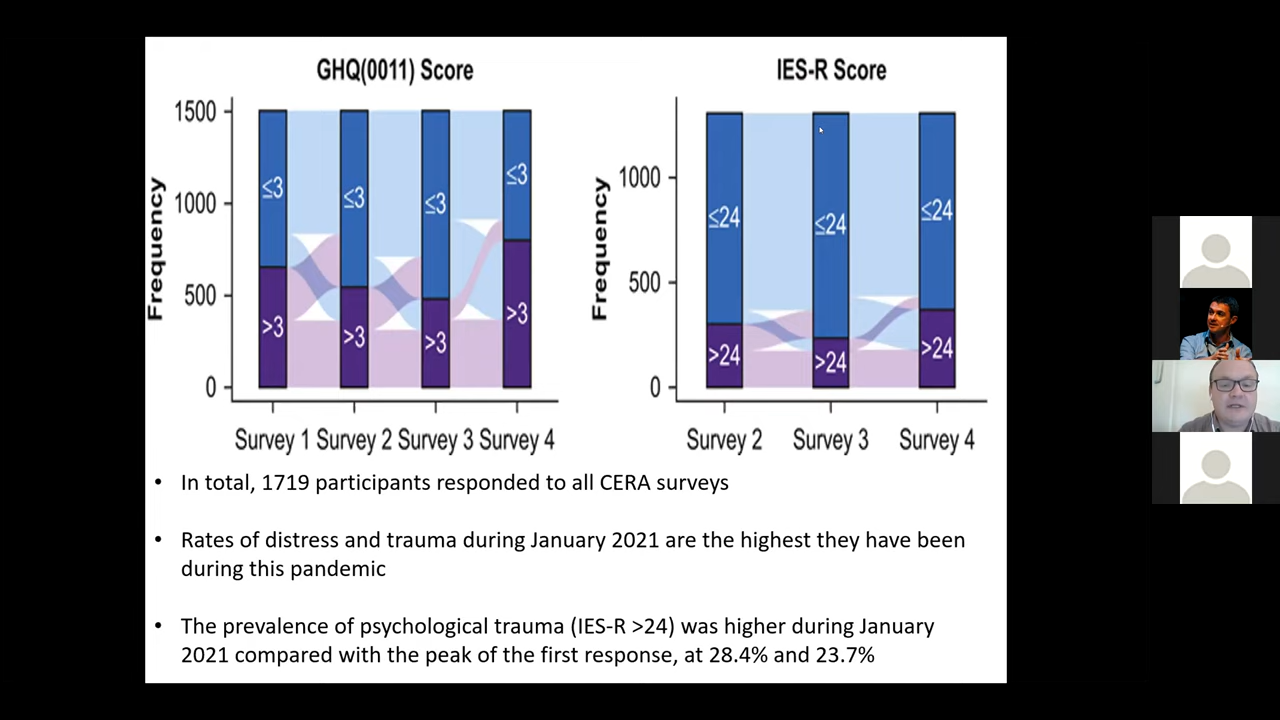 GHQ(0011) Score
1500
1000
500
0
Frequency
≤3
≤3
≤3
≤3
>3
>3
>3
>3
Survey 1 Survey 2 Survey 3 Survey 4
IES-R Score
1000
500
0
Frequency
≤24
≤24
≤24
>24
>24
>24
Survey 2 Survey 3 Survey 4
• In total, 1719 participants responded to all CERA surveys
• Rates of distress and trauma during January 2021 are the highest they have been
during this pandemic
• The prevalence of psychological trauma (IES-R >24) was higher during January
2021 compared with the peak of the first response, at 28.4% and 23.7%